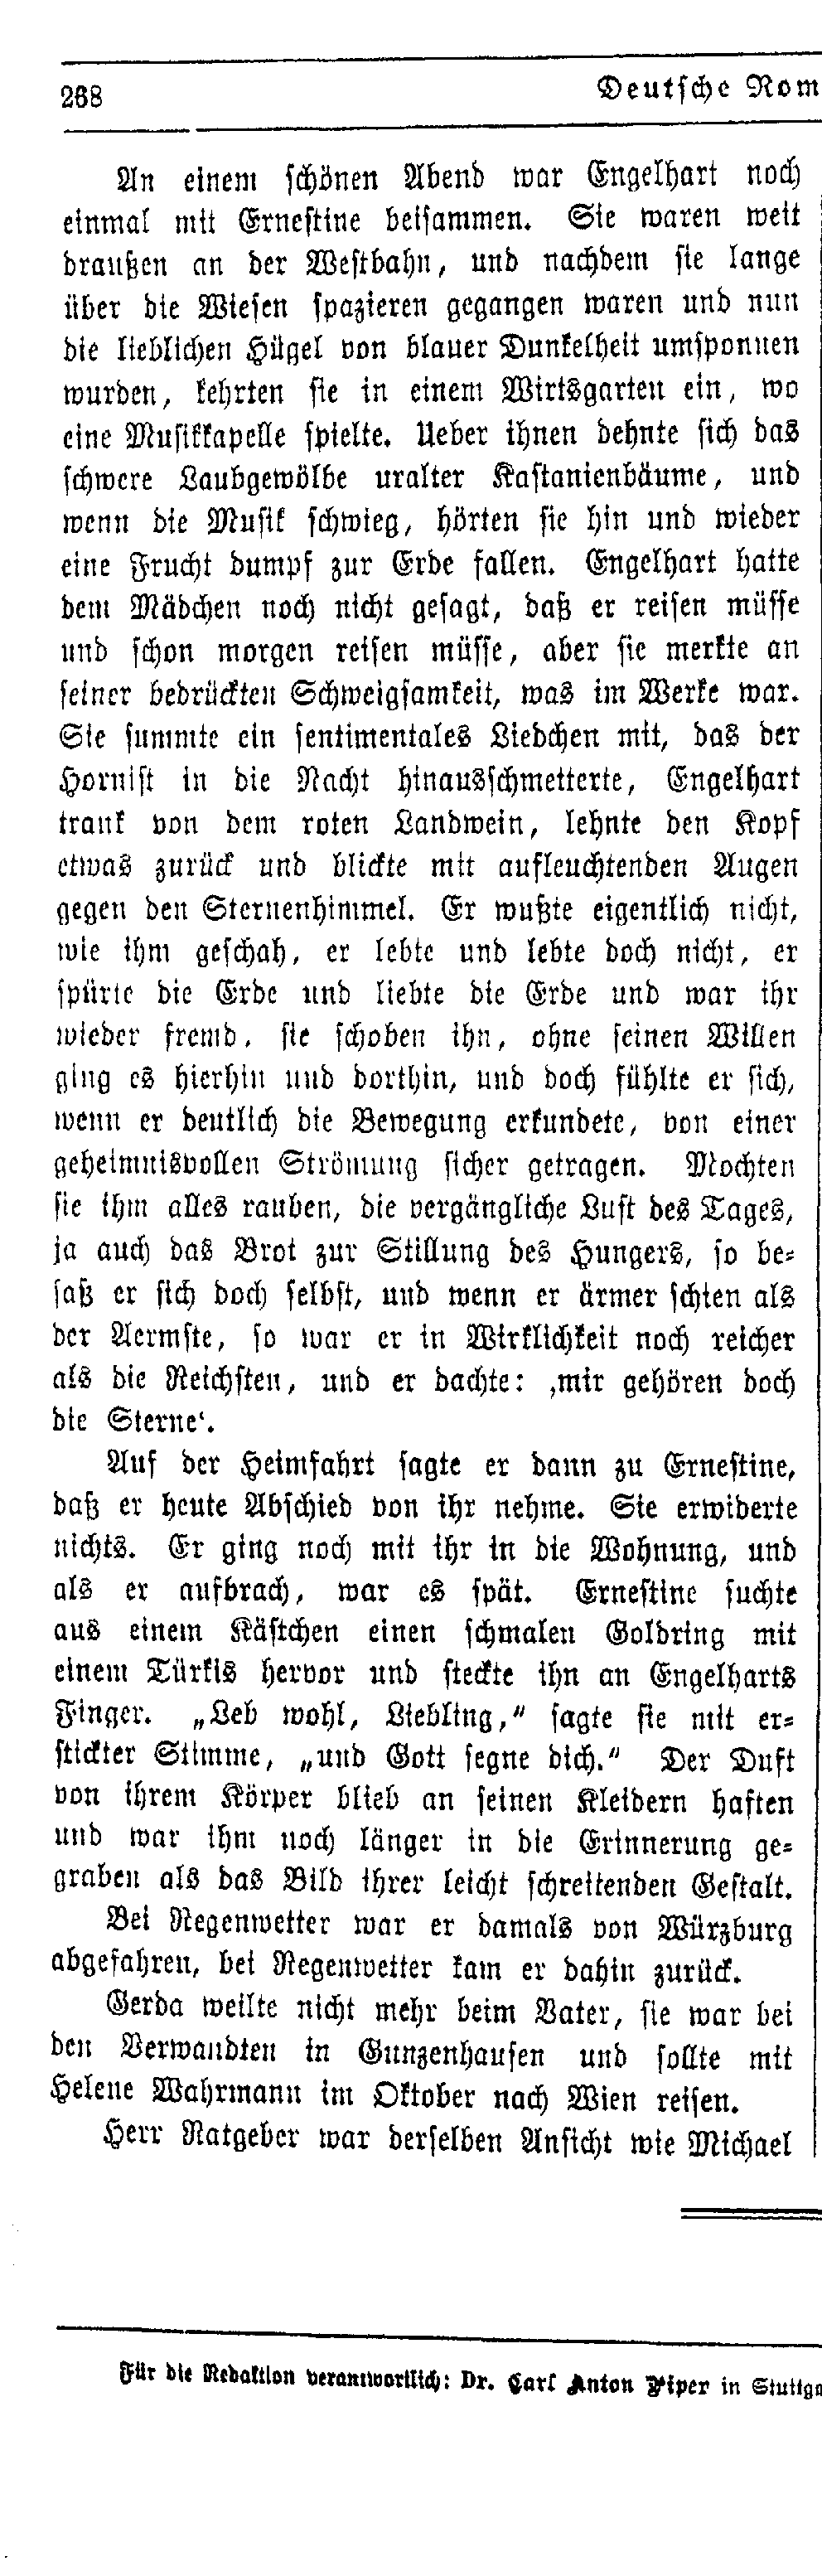 268
Deutsche Rom
An einem schönen Abend war Engelhart noch
einmal mit Ernestine beisammen. Sie waren weit
draußen an der Westbahn, und nachdem sie lange
über die Wiesen spazieren gegangen waren und nun
die lieblichen Hügel von blauer Dunkelheit umsponnen
wurden, kehrten sie in einem Wirtsgarten ein, wo
eine Musikkapelle spielte. Ueber ihnen dehnte sich das
schwere Laubgewölbe uralter Kastanienbäume, und
wenn die Musik schwieg, hörten sie hin und wieder
eine Frucht dumpf zur Erde fallen. Engelhart hatte
dem Mädchen noch nicht gesagt, daß er reisen müsse
und schon morgen reisen müsse, aber sie merkte an
seiner bedrückten Schweigsamkeit, was im Werke war.
Sie summte ein sentimentales Liedchen mit, das der
Hornist in die Nacht hinausschmetterte, Engelhart
trank von dem roten Landwein, lehnte den Kopf
etwas zurück und blickte mit aufleuchtenden Augen
gegen den Sternenhimmel. Er wußte eigentlich nicht,
wie ihm geschah, er lebte und lebte doch nicht, er
spürte die Erde und liebte die Erde und war ihr
wieder fremd, sie schoben ihn, ohne seinen Willen
ging es hierhin und dorthin, und doch fühlte er sich,
wenn er deutlich die Bewegung erkundete, von einer
geheimnisvollen Strömung sicher getragen. Mochten
sie ihm alles rauben, die vergängliche Lust des Tages,
ja auch das Brot zur Stillung des Hungers, so be-
saß er sich doch selbst, und wenn er ärmer schien als
der Aermste, so war er in Wirklichkeit noch reicher
als die Reichsten, und er dachte: ‚mir gehören doch
die Sterne‘.
Auf der Heimfahrt sagte er dann zu Ernestine,
daß er heute Abschied von ihr nehme. Sie erwiderte
nichts. Er ging noch mit ihr in die Wohnung, und
als er aufbrach, war es spät. Ernestine suchte
aus einem Kästchen einen schmalen Goldring mit
einem Türkis hervor und steckte ihn an Engelharts
Finger. „Leb wohl, Liebling,“ sagte sie mit er-
stickter Stimme, „und Gott segne dich.“ Der Duft
von ihrem Körper blieb an seinen Kleidern haften
und war ihm noch länger in die Erinnerung ge-
graben als das Bild ihrer leicht schreitenden Gestalt.
Bei Regenwetter war er damals von Würzburg
abgefahren, bei Regenwetter kam er dahin zurück.
Gerda weilte nicht mehr beim Vater, sie war bei
den Verwandten in Gunzenhausen und sollte mit
Helene Wahrmann im Oktober nach Wien reisen.
Herr Ratgeber war derselben Ansicht wie Michael
Für die Redaktion verantwortlich: Dr. Carl Anton Piper in Stuttga